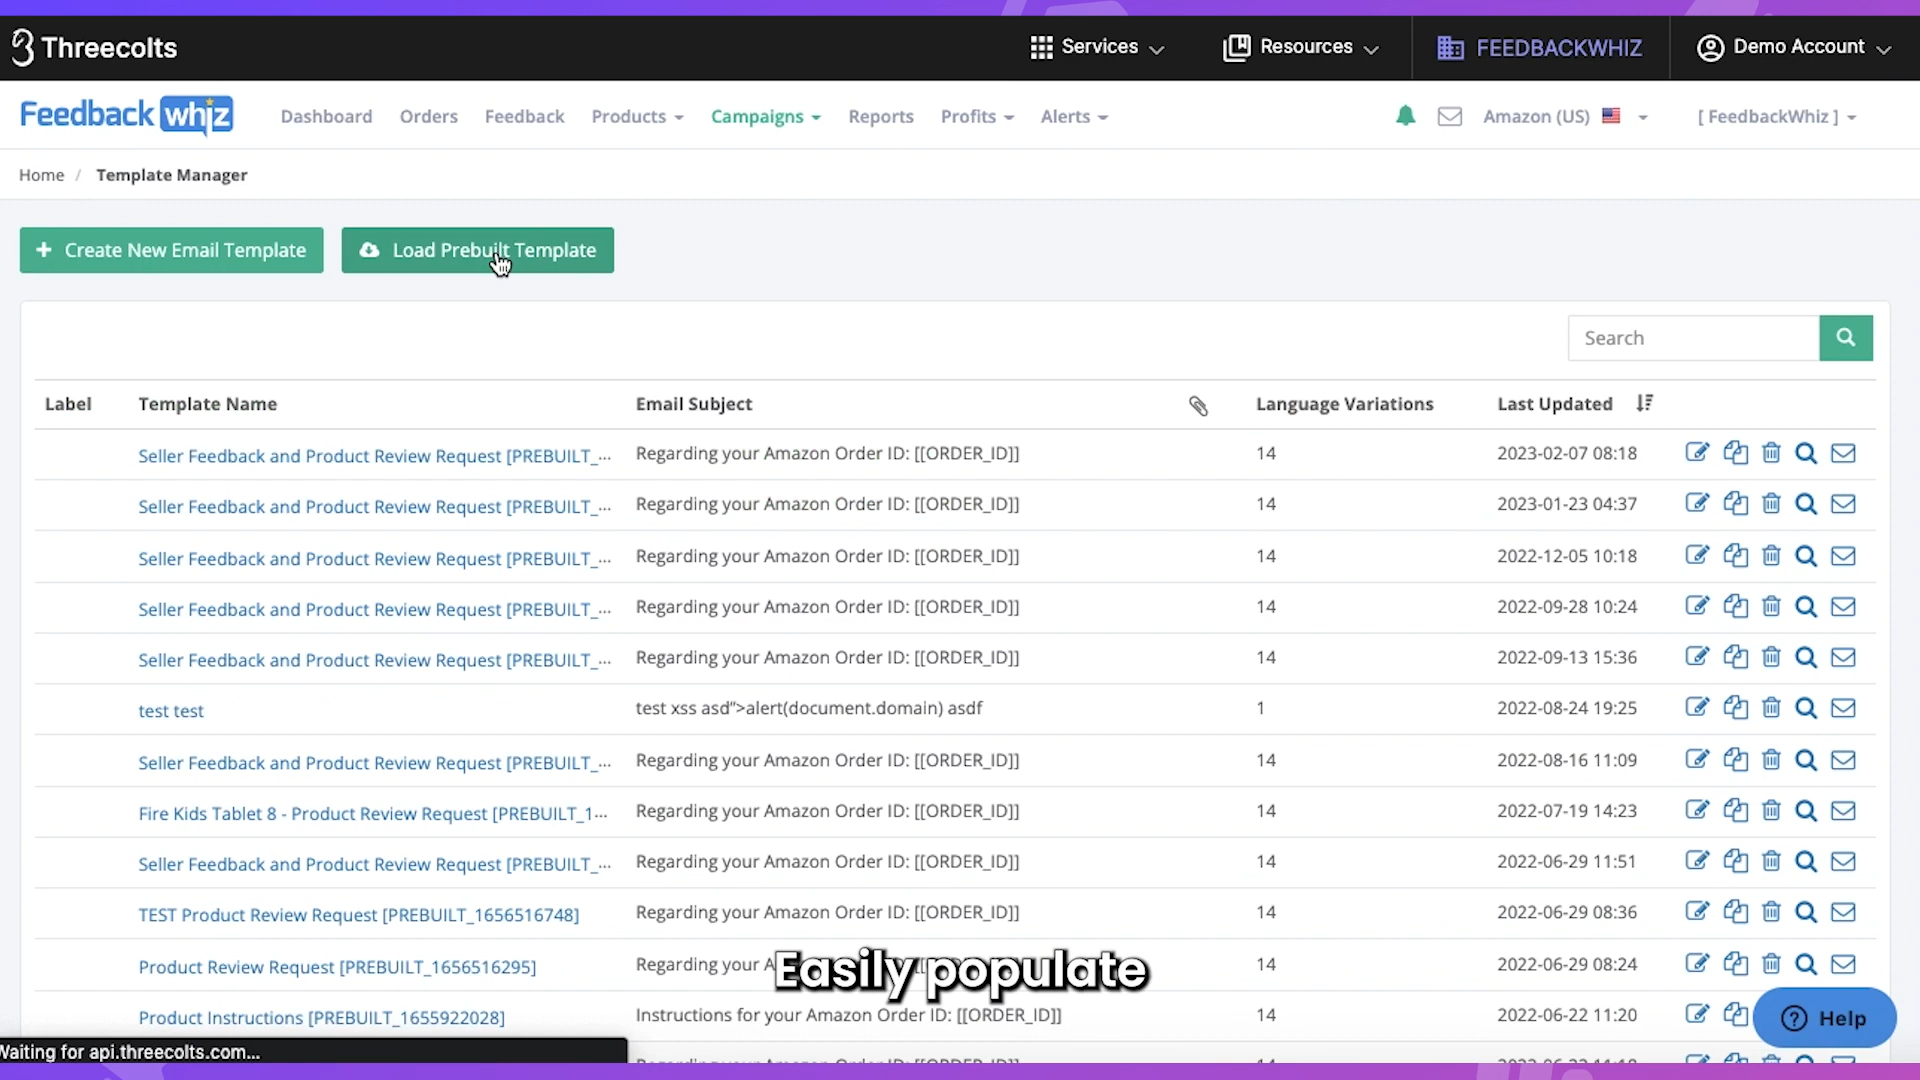 Threecolts
Services
Resources
FEEDBACKWHIZ
Demo Account
Feedback whiz
Dashboard
Orders
Feedback
Products
Campaigns
Reports
Profits
Alerts
Amazon (US)
[ FeedbackWhiz ]
Home / Template Manager
+ Create New Email Template
Load Prebuilt Template
Search
Label Template Name Email Subject Language Variations Last Updated
Seller Feedback and Product Review Request [PREBUILT_... Regarding your Amazon Order ID: [[ORDER_ID]] 14 2023-02-07 08:18
Seller Feedback and Product Review Request [PREBUILT_... Regarding your Amazon Order ID: [[ORDER_ID]] 14 2023-01-23 04:37
Seller Feedback and Product Review Request [PREBUILT_... Regarding your Amazon Order ID: [[ORDER_ID]] 14 2022-12-05 10:18
Seller Feedback and Product Review Request [PREBUILT_... Regarding your Amazon Order ID: [[ORDER_ID]] 14 2022-09-28 10:24
Seller Feedback and Product Review Request [PREBUILT_... Regarding your Amazon Order ID: [[ORDER_ID]] 14 2022-09-13 15:36
test test test xss asd">alert(document.domain) asdf 1 2022-08-24 19:25
Seller Feedback and Product Review Request [PREBUILT_... Regarding your Amazon Order ID: [[ORDER_ID]] 14 2022-08-16 11:09
Fire Kids Tablet 8 - Product Review Request [PREBUILT_1... Regarding your Amazon Order ID: [[ORDER_ID]] 14 2022-07-19 14:23
Seller Feedback and Product Review Request [PREBUILT_... Regarding your Amazon Order ID: [[ORDER_ID]] 14 2022-06-29 11:51
TEST Product Review Request [PREBUILT_1656516748] Regarding your Amazon Order ID: [[ORDER_ID]] 14 2022-06-29 08:36
Product Review Request [PREBUILT_1656516295] Regarding your 14 2022-06-29 08:24
Easily populate
Product Instructions [PREBUILT_1655922028] Instructions for your Amazon Order ID: [[ORDER_ID]] 14 2022-06-22 11:20
Help
Waiting for api.threecolts.com...